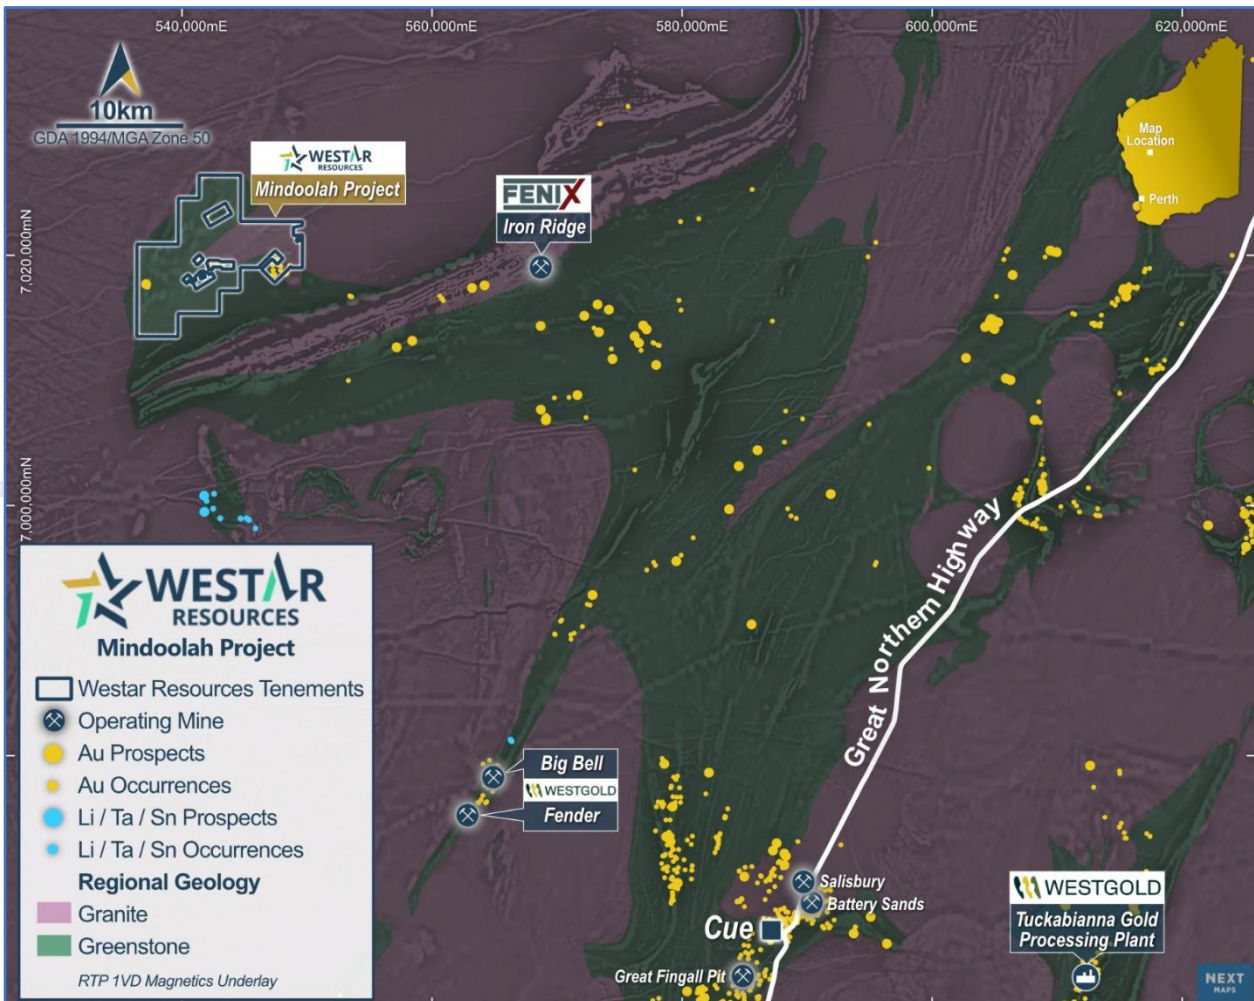 540,000mE
560,000mE
580,000mE
600,000mE
620,000mE
10km
GDA 1994/MGA Zone 50
WESTAR
RESOURCES
Mindoolah Project
FENIX
Iron Ridge
Map
Location
Perth
7,020,000mN
7,000,000mN
Great Northern Highway
WESTAR
RESOURCES
Mindoolah Project
Westar Resources Tenements
Operating Mine
Au Prospects
Au Occurrences
Li / Ta / Sn Prospects
Li / Ta / Sn Occurrences
Regional Geology
Granite
Greenstone
RTP 1VD Magnetics Underlay
Big Bell
WESTGOLD
Fender
Salisbury
Battery Sands
Cue
Great Fingall Pit
WESTGOLD
Tuckabianna Gold
Processing Plant
NEXT
MAPS